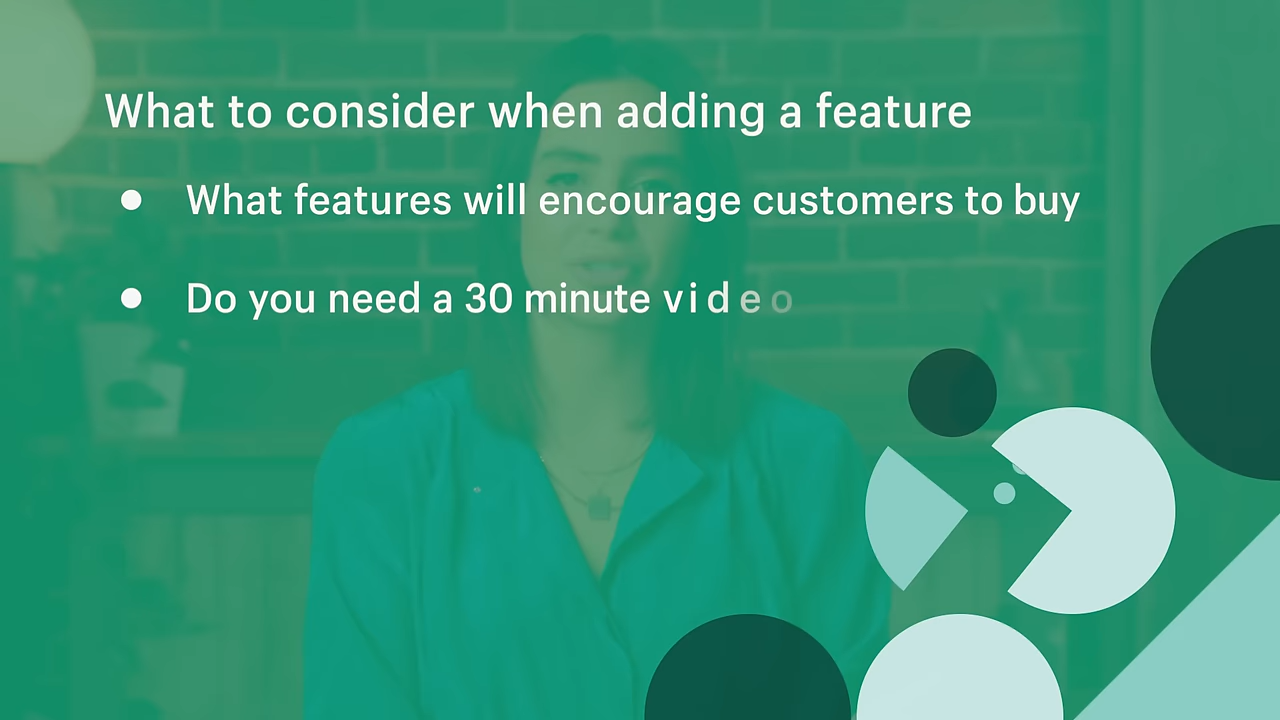 What to consider when adding a feature
● What features will encourage customers to buy
● Do you need a 30 minute video